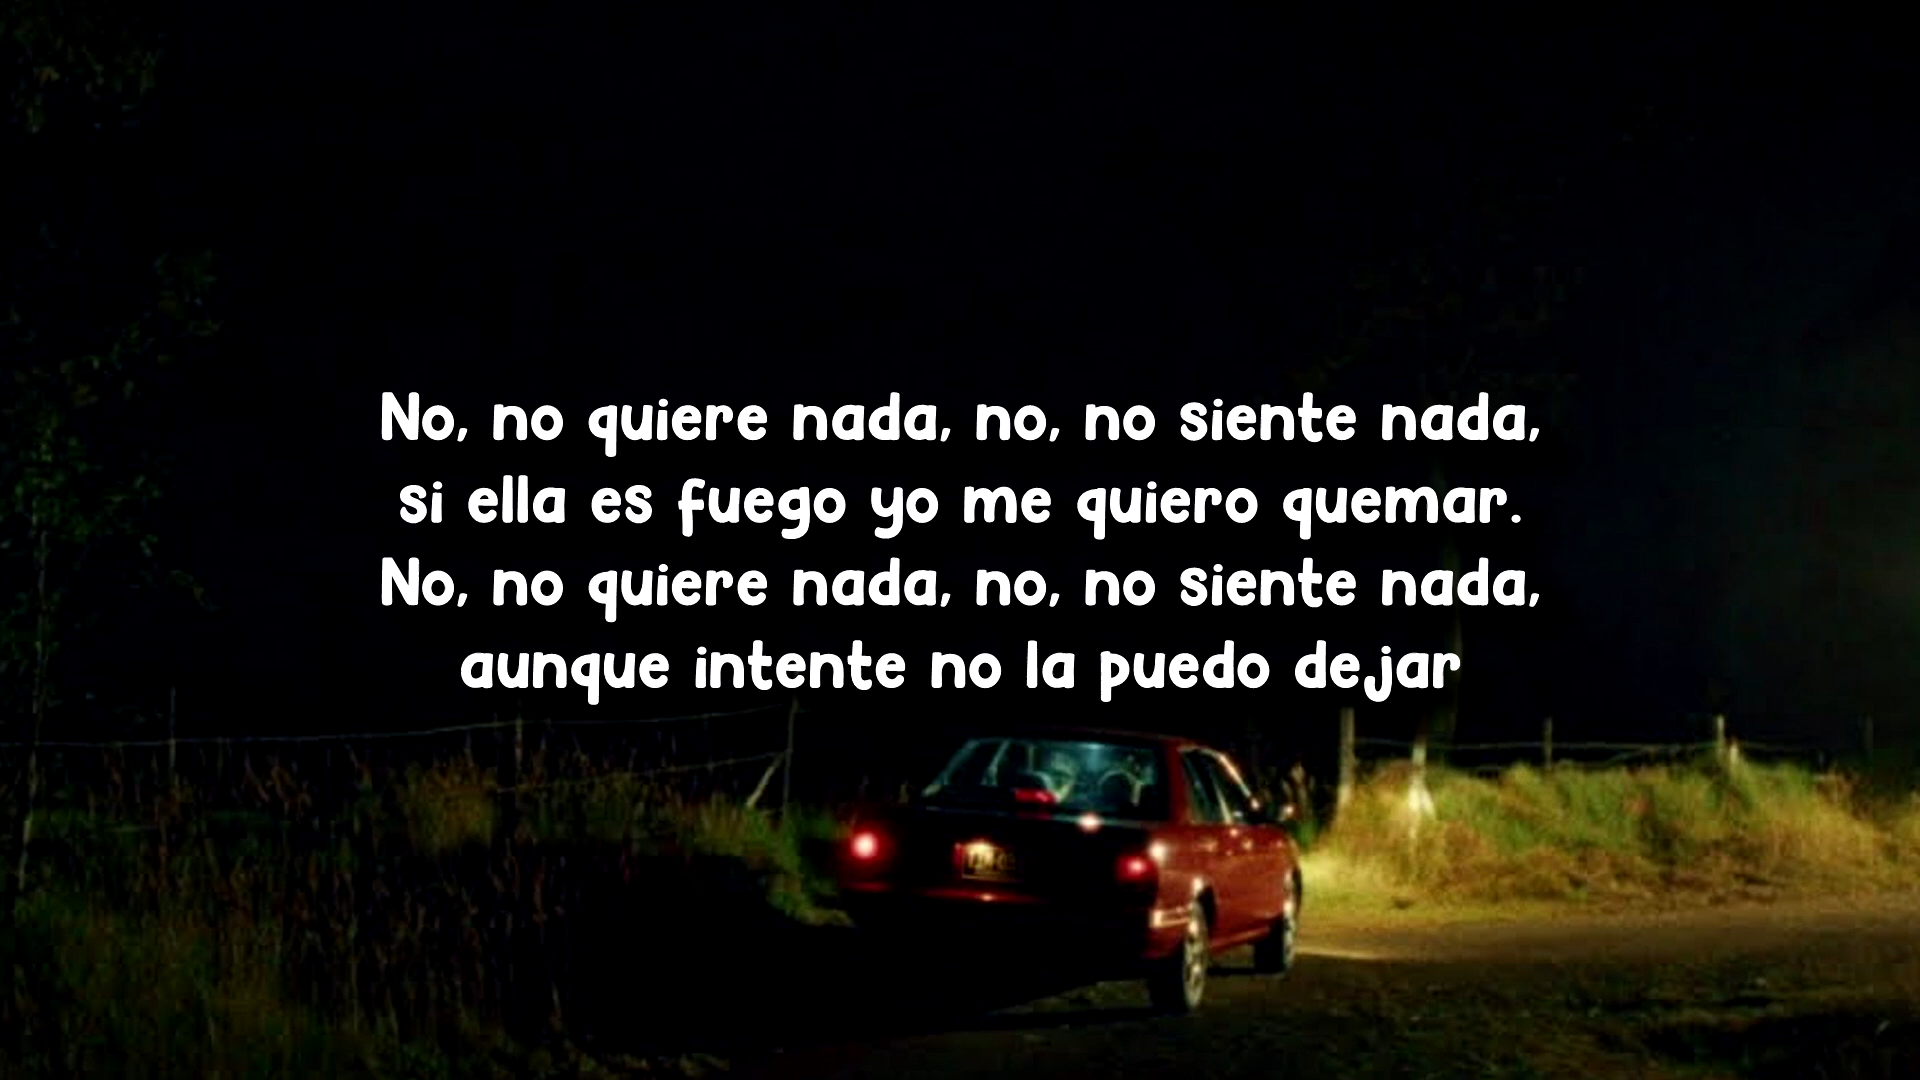 No, no quiere nada, no, no siente nada,
si ella es fuego yo me quiero quemar.
No, no quiere nada, no, no siente nada,
aunque intente no la puedo dejar